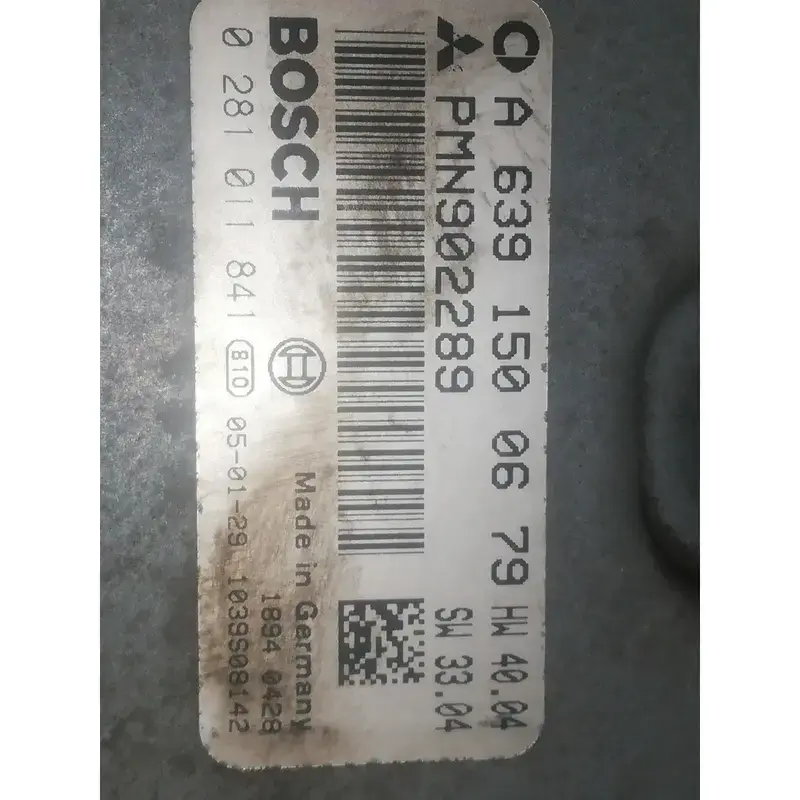 A 639 150 06 79 HW 40.04
PMN902289 SW 33.04
BOSCH
Made in Germany
1894 0428
0 281 011 841 810 05-01-29 1039S08142